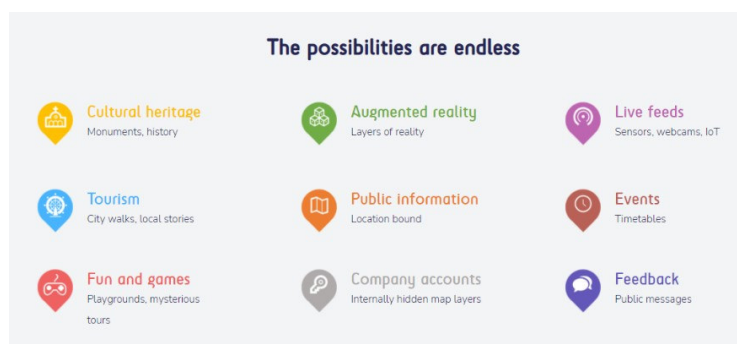 The possibilities are endless
Cultural heritage
Monuments, history
Augmented reality
Layers of reality
Live feeds
Sensors, webcams, IoT
Tourism
City walks, local stories
Public information
Location bound
Events
Timetables
Fun and games
Playgrounds, mysterious
tours
Company accounts
Internally hidden map layers
Feedback
Public messages